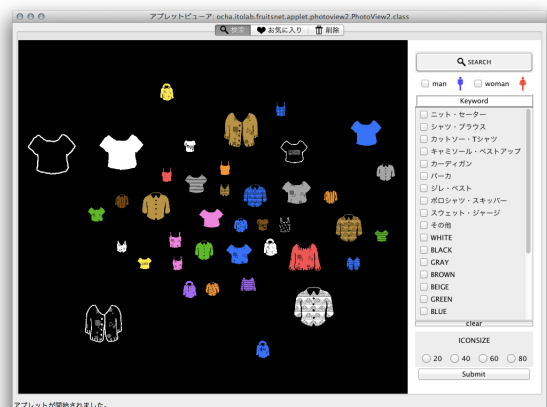 アプレットビューア: ocha.itolab.fruitsnet.applet.photoview2.PhotoView2.class
検索 お気に入り 削除
SEARCH
man woman
Keyword
ニット・セーター
シャツ・ブラウス
カットソー・Tシャツ
キャミソール・ベストアップ
カーディガン
パーカ
ジレ・ベスト
ポロシャツ・スキッパー
スウェット・ジャージ
その他
WHITE
BLACK
GRAY
BROWN
BEIGE
GREEN
BLUE
clear
ICONSIZE
20 40 60 80
Submit
アプレットが開始されました。